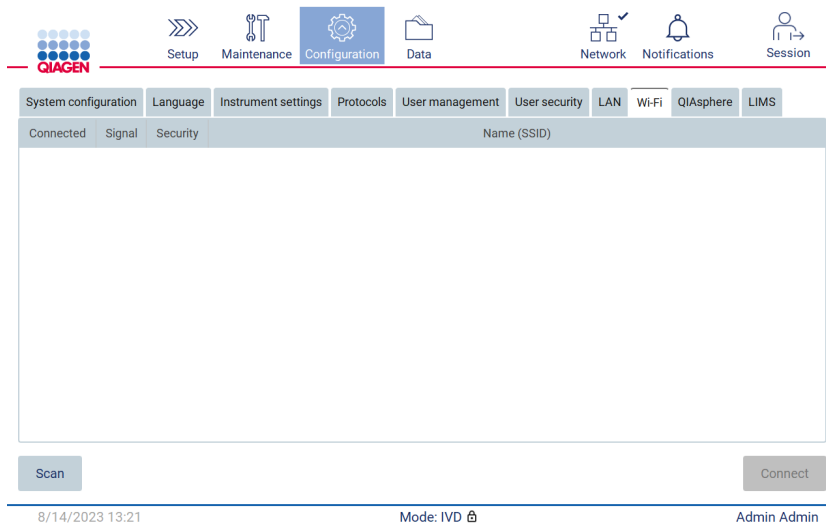 QIAGEN
Setup Maintenance Configuration Data Network Notifications Session
System configuration Language Instrument settings Protocols User management User security LAN Wi-Fi QIAsphere LIMS
Connected Signal Security Name (SSID)
Scan Connect
8/14/2023 13:21 Mode: IVD Admin Admin